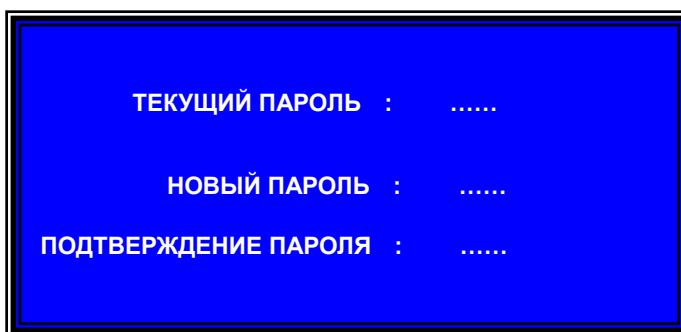 ТЕКУЩИЙ ПАРОЛЬ : ......
НОВЫЙ ПАРОЛЬ : ......
ПОДТВЕРЖДЕНИЕ ПАРОЛЯ : ......